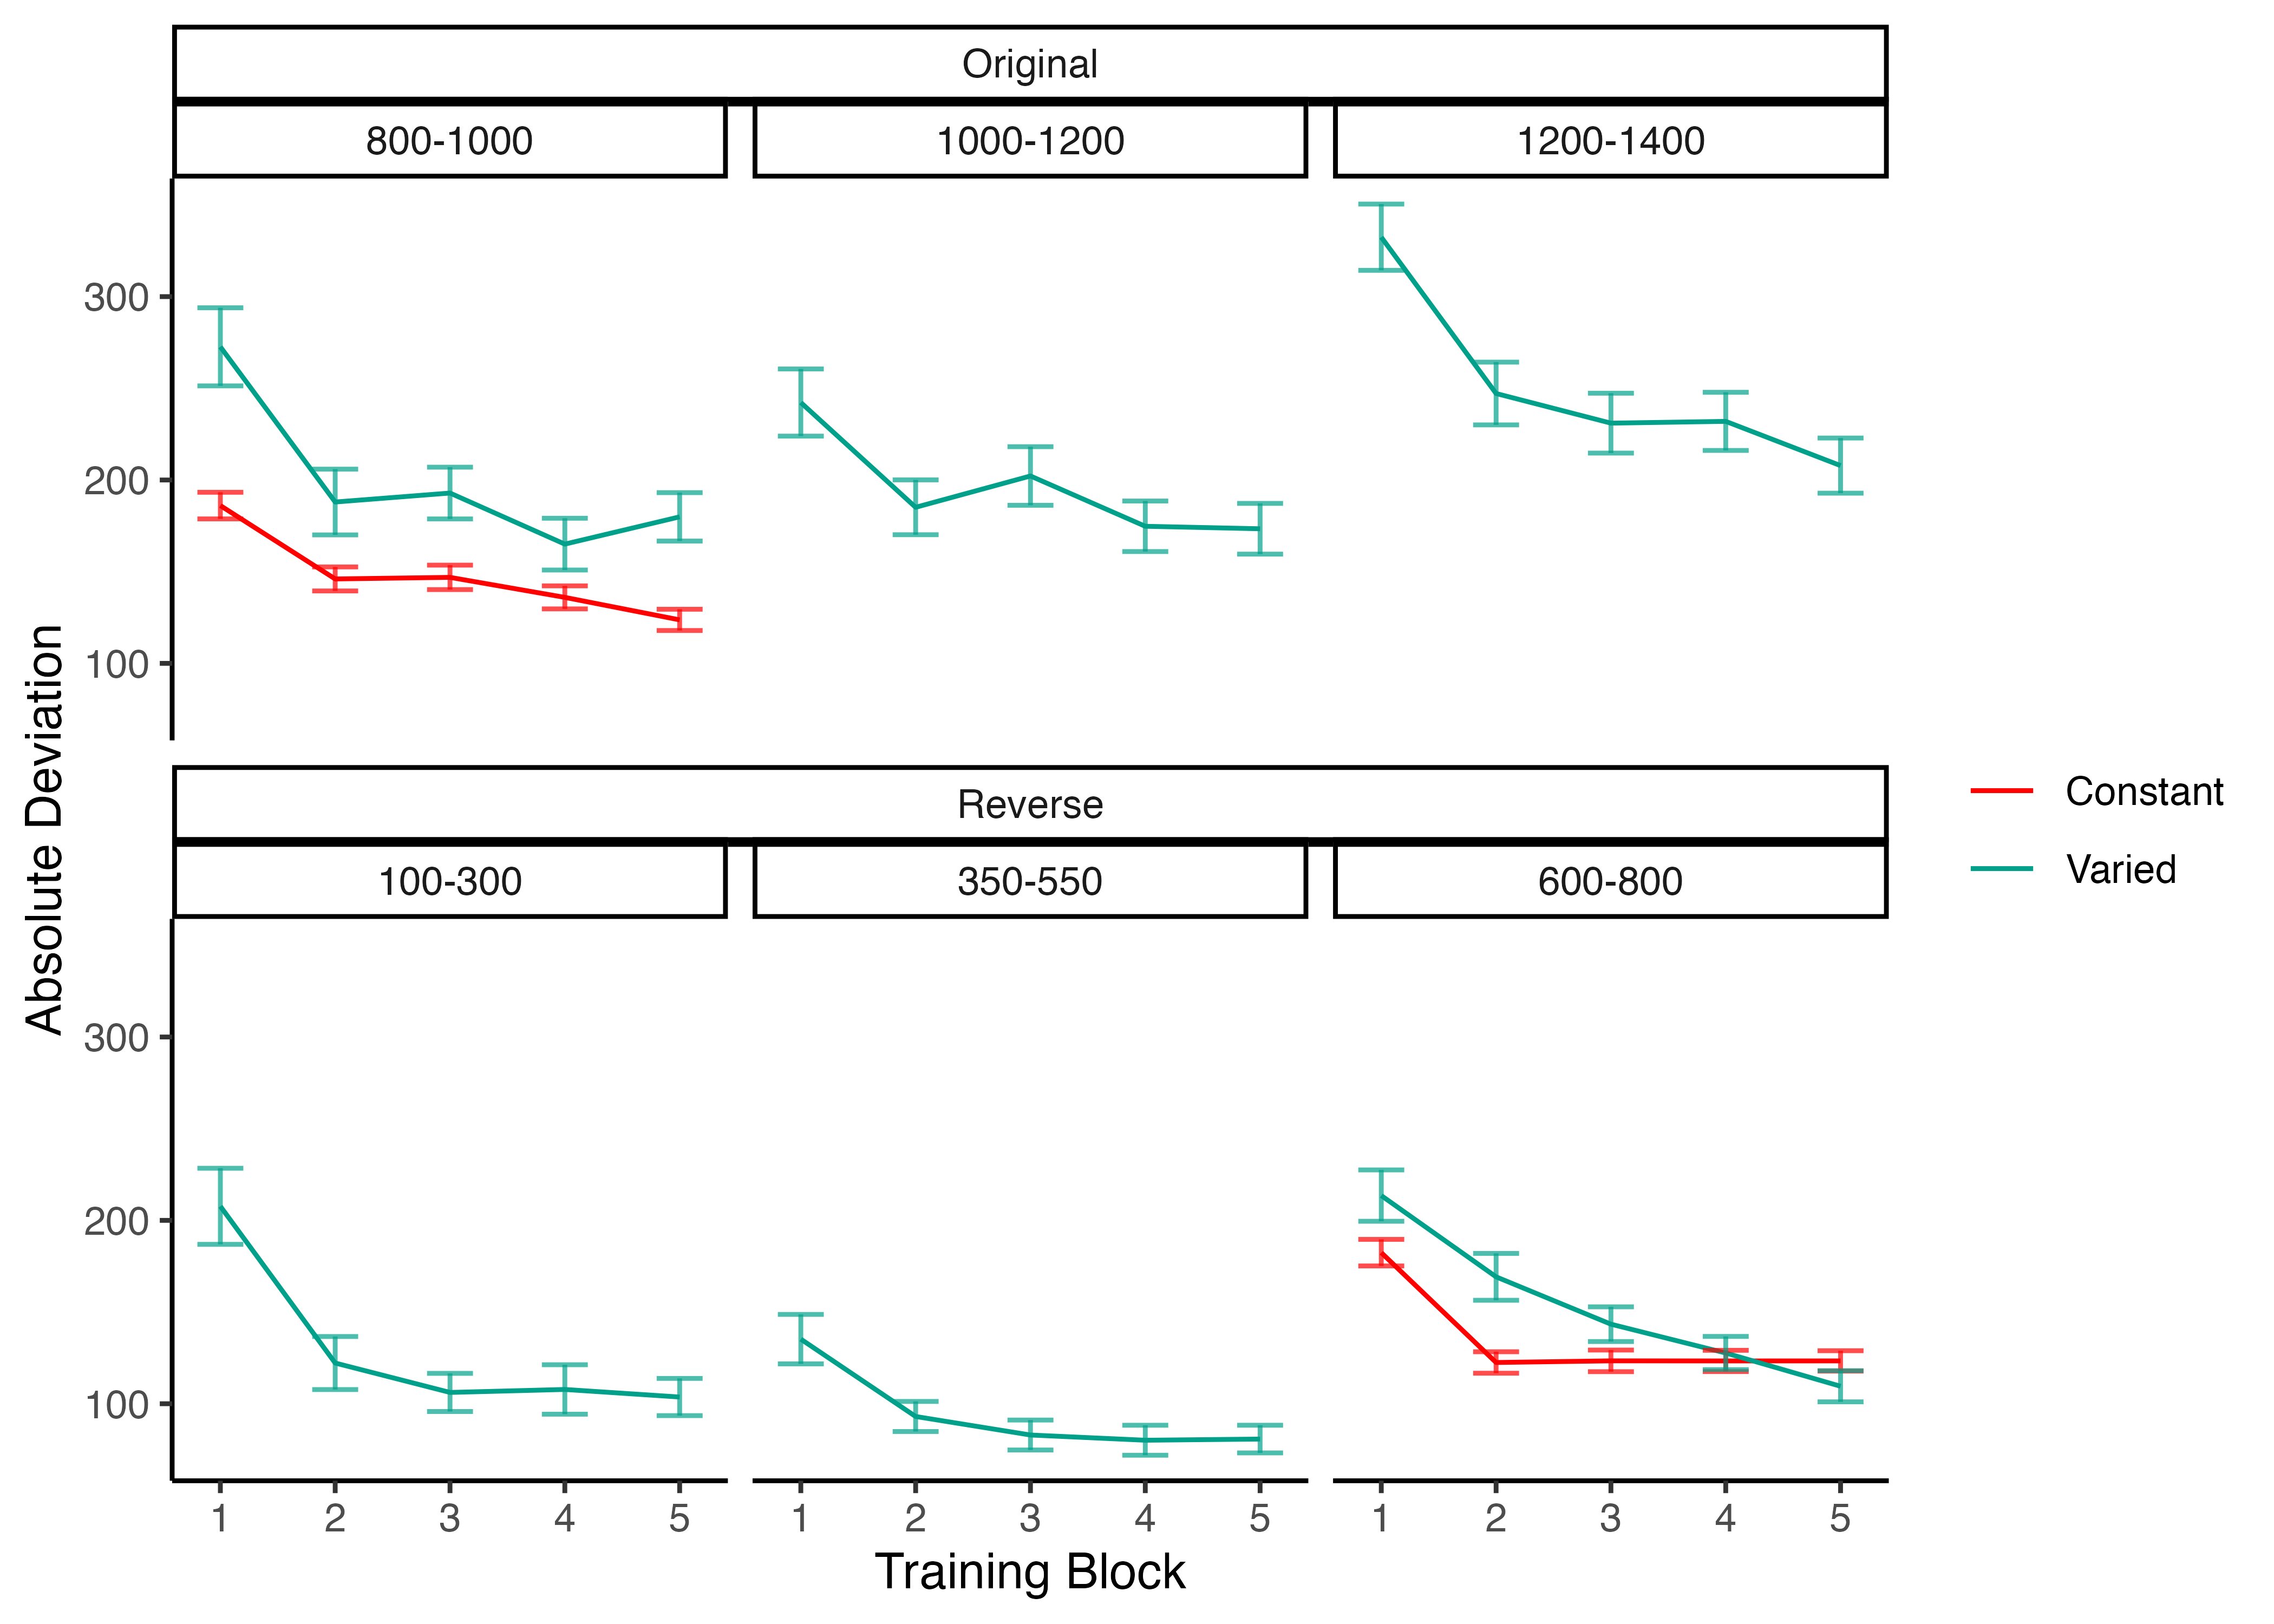 Original
800-1000 1000-1200 1200-1400
300
200
100
Absolute Deviation
Reverse
100-300 350-550 600-800
300
200
100
1 2 3 4 5 1 2 3 4 5 1 2 3 4 5
Training Block
Constant
Varied